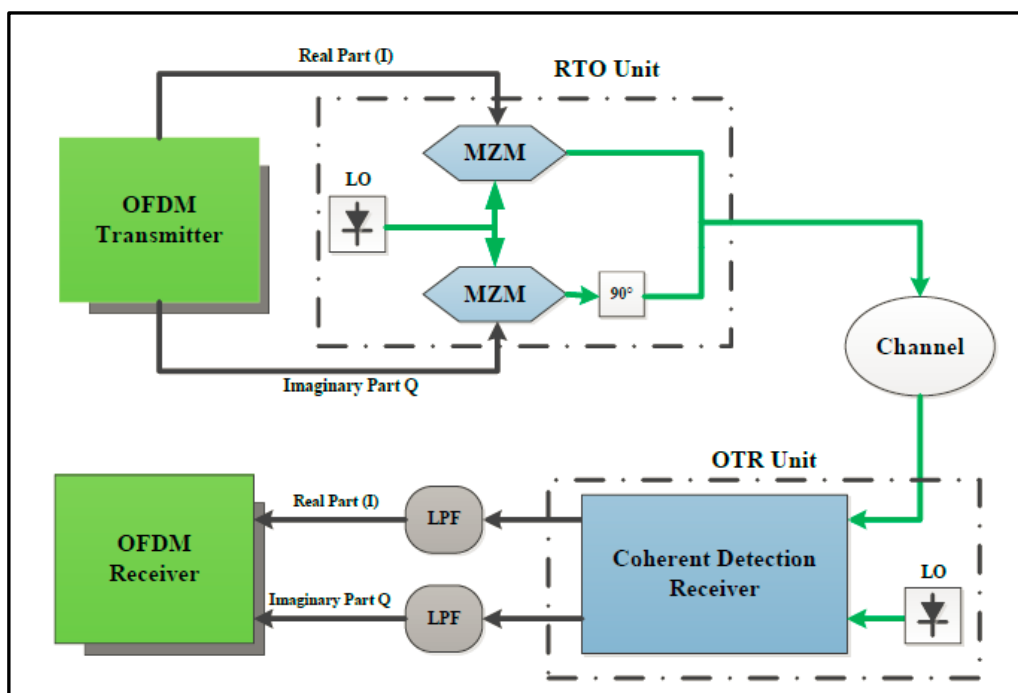 Real Part (I)
RTO Unit
MZM
LO
OFDM
Transmitter
MZM
90°
Imaginary Part Q
Channel
OTR Unit
Real Part (I)
LPF
OFDM
Receiver
Coherent Detection
Receiver
LO
Imaginary Part Q
LPF